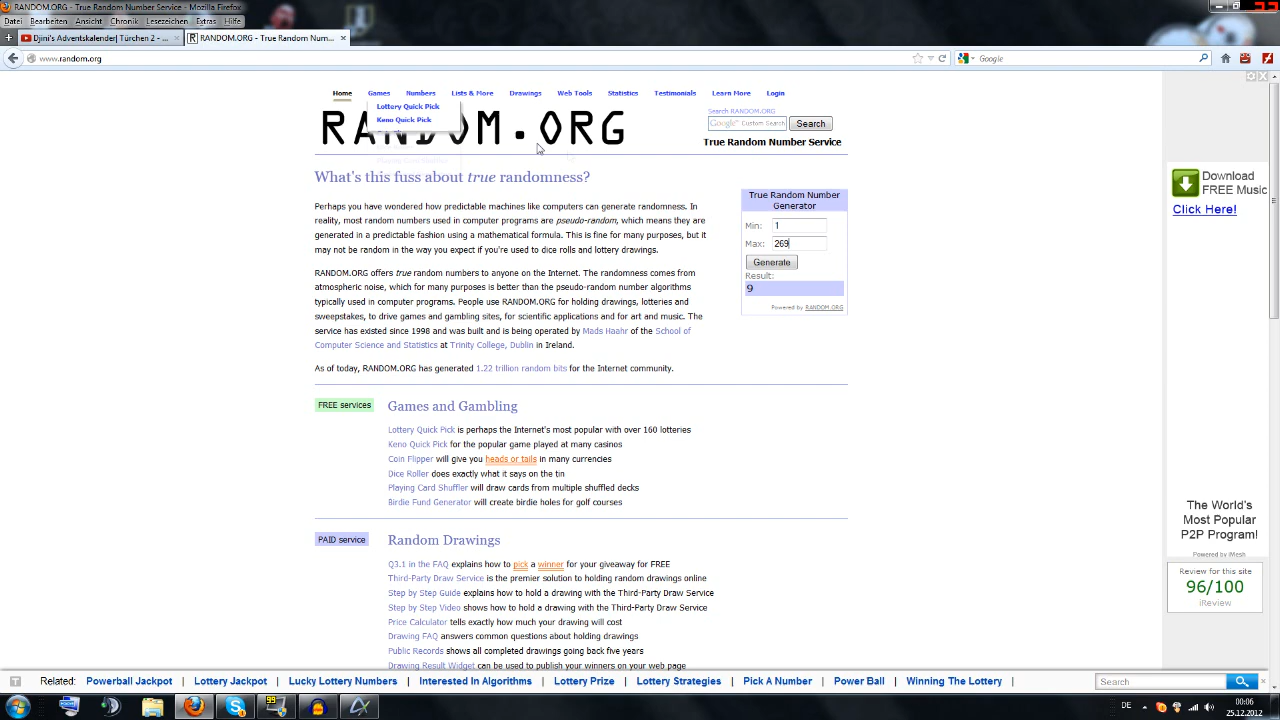 RANDOM.ORG - True Random Number Service - Mozilla Firefox
Datei Bearbeiten Ansicht Chronik Lesezeichen Extras Hilfe
Djini's Adventskalender| Türchen 2 - ...
RANDOM.ORG - True Random Num...
www.random.org
Google
Home Games Numbers Lists & More Drawings Web Tools Statistics Testimonials Learn More Login
Lottery Quick Pick
Keno Quick Pick
RANDOM.ORG
Search RANDOM.ORG
Google™ Custom Search
Search
True Random Number Service
What's this fuss about true randomness?
Perhaps you have wondered how predictable machines like computers can generate randomness. In
reality, most random numbers used in computer programs are pseudo-random, which means they are
generated in a predictable fashion using a mathematical formula. This is fine for many purposes, but it
may not be random in the way you expect if you're used to dice rolls and lottery drawings.
RANDOM.ORG offers true random numbers to anyone on the Internet. The randomness comes from
atmospheric noise, which for many purposes is better than the pseudo-random number algorithms
typically used in computer programs. People use RANDOM.ORG for holding drawings, lotteries and
sweepstakes, to drive games and gambling sites, for scientific applications and for art and music. The
service has existed since 1998 and was built and is being operated by Mads Haahr of the School of
Computer Science and Statistics at Trinity College, Dublin in Ireland.
As of today, RANDOM.ORG has generated 1.22 trillion random bits for the Internet community.
True Random Number
Generator
Min: 1
Max: 269
Generate
Result:
9
Powered by RANDOM.ORG
FREE services
Games and Gambling
Lottery Quick Pick is perhaps the Internet's most popular with over 160 lotteries
Keno Quick Pick for the popular game played at many casinos
Coin Flipper will give you heads or tails in many currencies
Dice Roller does exactly what it says on the tin
Playing Card Shuffler will draw cards from multiple shuffled decks
Birdie Fund Generator will create birdie holes for golf courses
PAID service
Random Drawings
Q3.1 in the FAQ explains how to pick a winner for your giveaway for FREE
Third-Party Draw Service is the premier solution to holding random drawings online
Step by Step Guide explains how to hold a drawing with the Third-Party Draw Service
Step by Step Video shows how to hold a drawing with the Third-Party Draw Service
Price Calculator tells exactly how much your drawing will cost
Drawing FAQ answers common questions about holding drawings
Public Records shows all completed drawings going back five years
Drawing Result Widget can be used to publish your winners on your web page
Download
FREE Music
Click Here!
The World's
Most Popular
P2P Program!
Powered by iMesh
Review for this site
96/100
iReview
Related: Powerball Jackpot | Lottery Jackpot | Lucky Lottery Numbers | Interested In Algorithms | Lottery Prize | Lottery Strategies | Pick A Number | Power Ball | Winning The Lottery |
Search
DE
00:06
25.12.2012